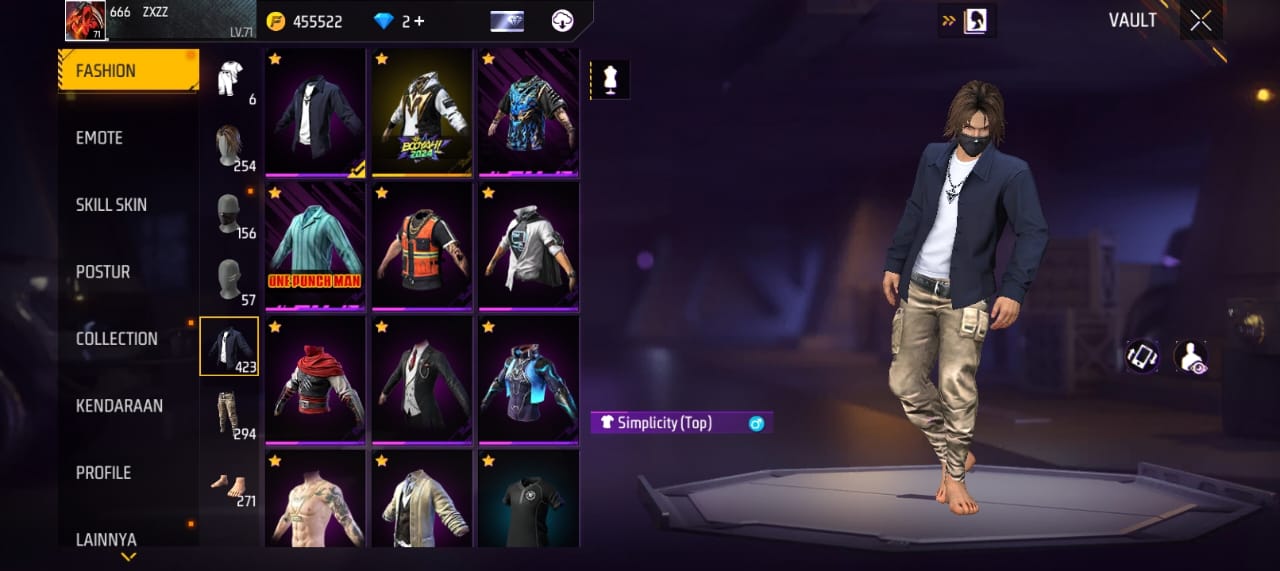 666 ZXZZ
LV.71
71
455522
2+
VAULT
FASHION
EMOTE
SKILL SKIN
POSTUR
COLLECTION
KENDARAAN
PROFILE
LAINNYA
6
254
156
57
423
294
271
BOOYAH!
2024
ONE PUNCH MAN
Simplicity (Top)